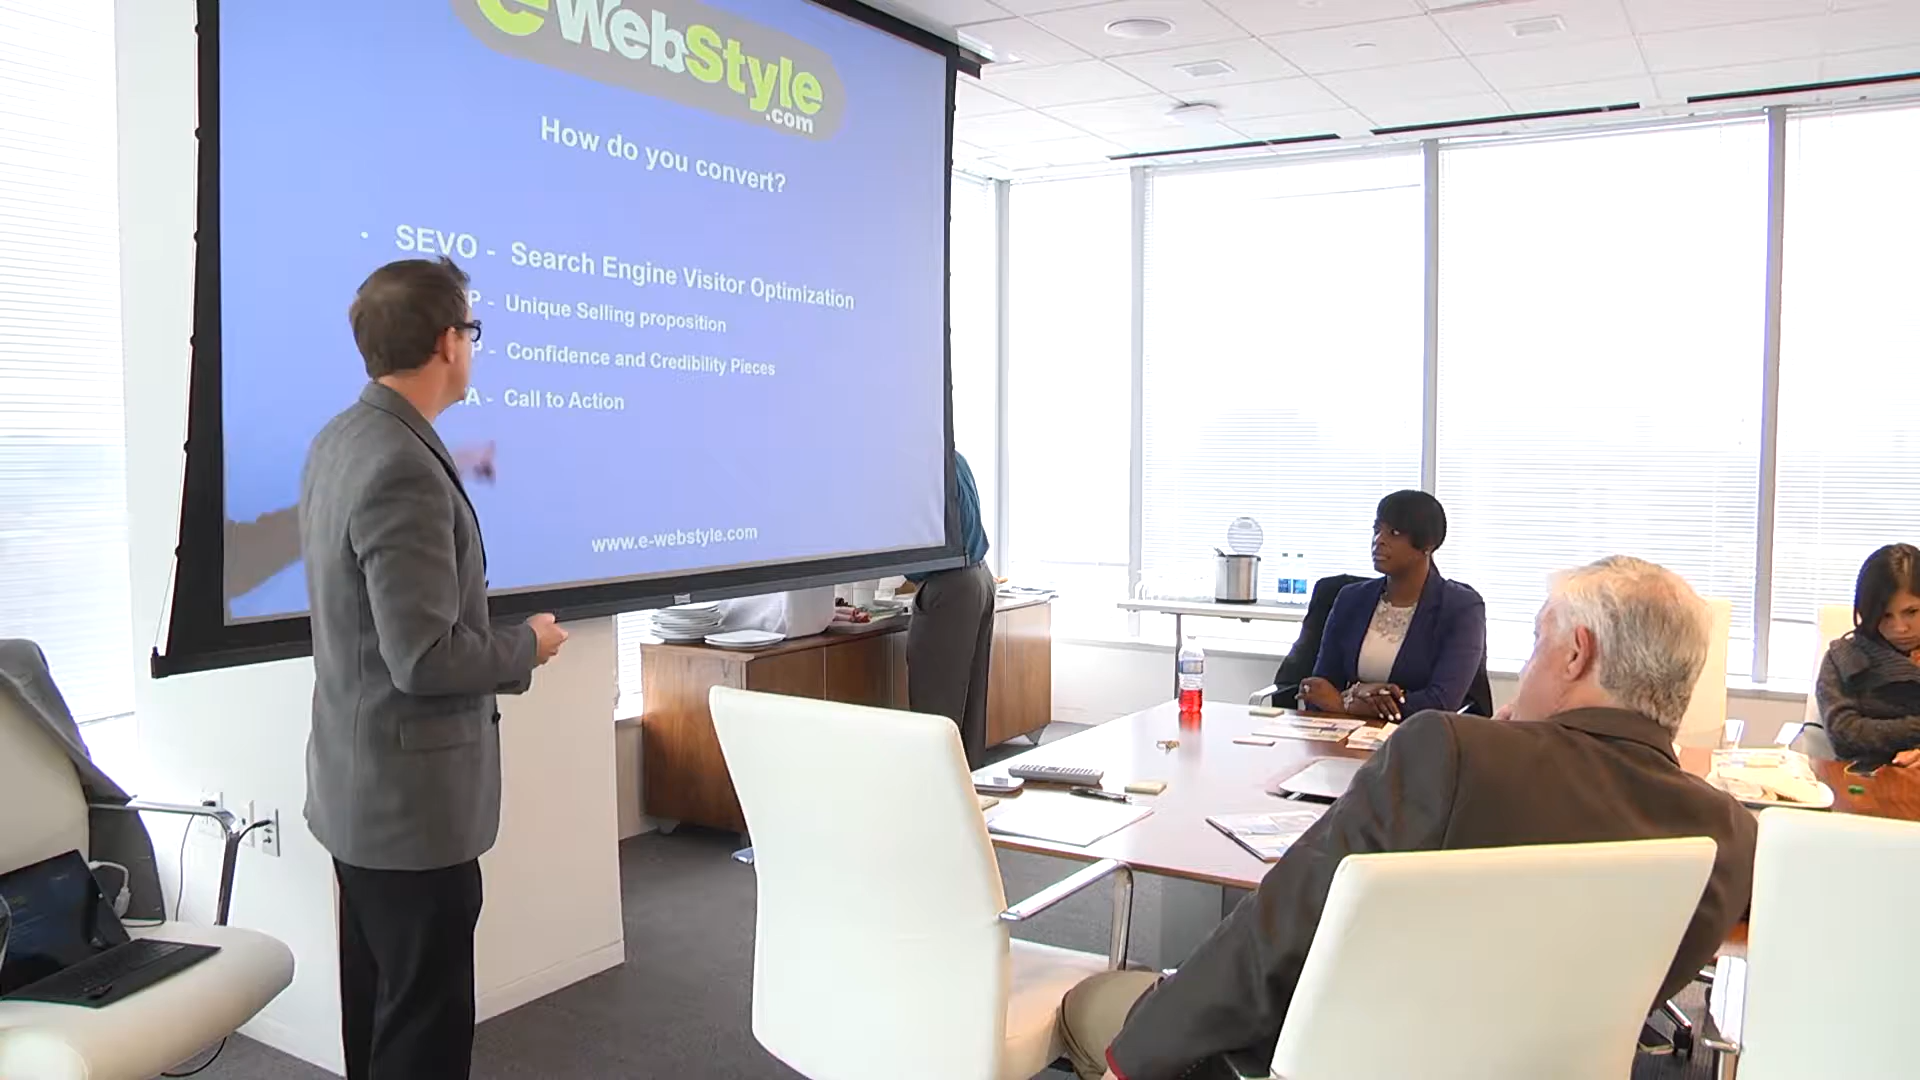 eWebStyle
.com
How do you convert?
• SEVO - Search Engine Visitor Optimization
P - Unique Selling proposition
P - Confidence and Credibility Pieces
A - Call to Action
www.e-webstyle.com